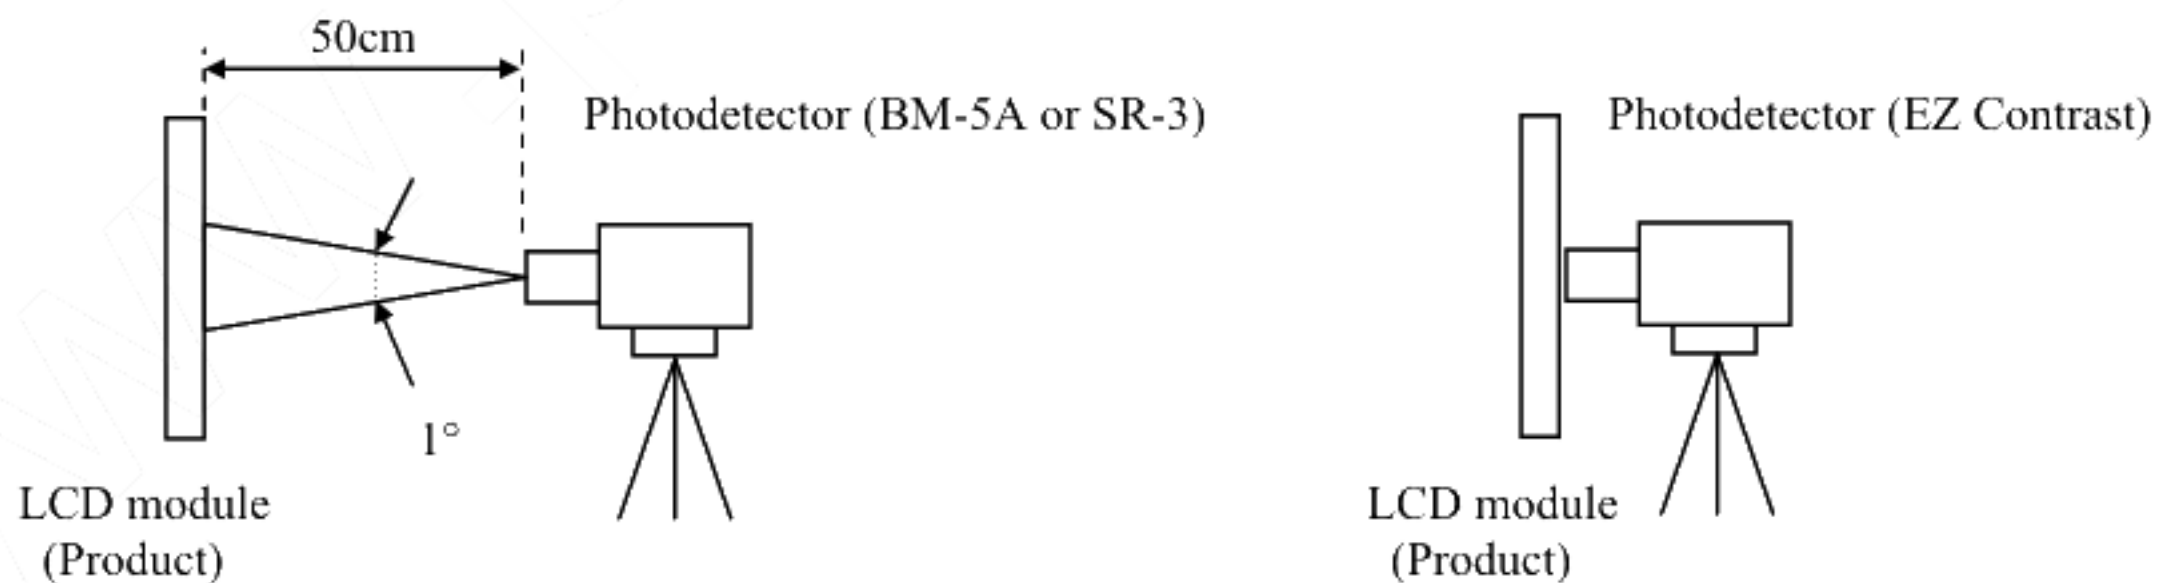 50cm
Photodetector (BM-5A or SR-3)
1°
LCD module
(Product)
Photodetector (EZ Contrast)
LCD module
(Product)